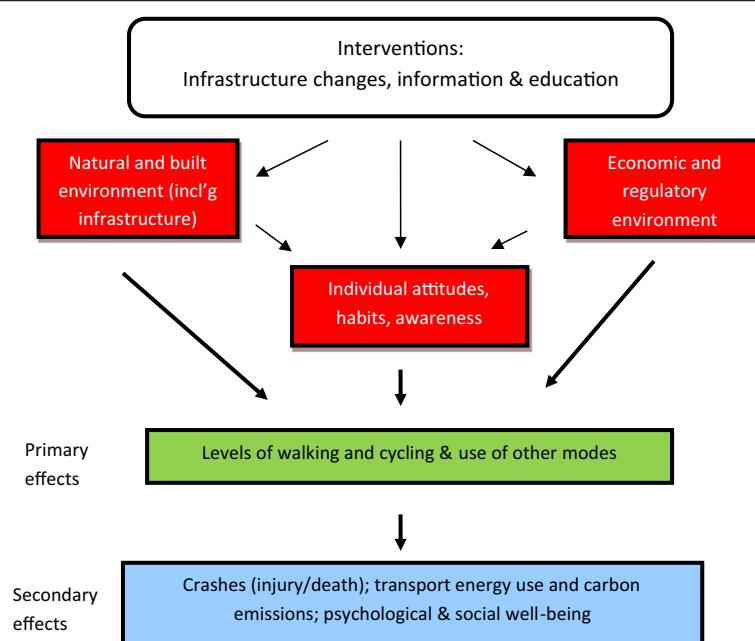 Interventions:
Infrastructure changes, information & education
Natural and built
environment (incl'g
infrastructure)
Economic and
regulatory
environment
Individual attitudes,
habits, awareness
Primary
effects
Levels of walking and cycling & use of other modes
Secondary
effects
Crashes (injury/death); transport energy use and carbon
emissions; psychological & social well-being